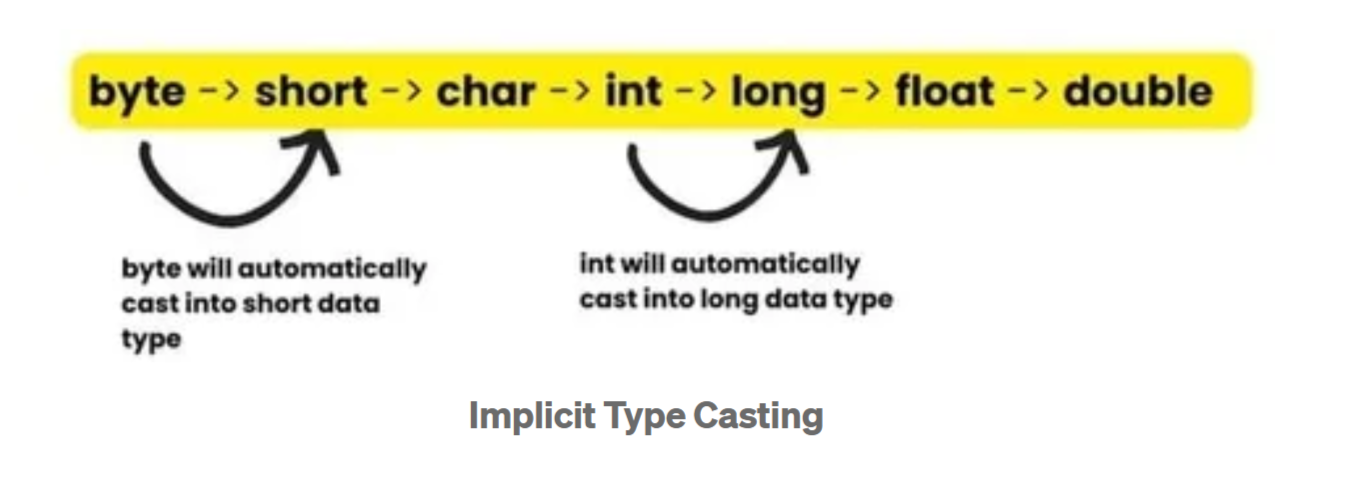 byte -> short -> char -> int -> long -> float -> double
byte will automatically
cast into short data
type
int will automatically
cast into long data type
Implicit Type Casting